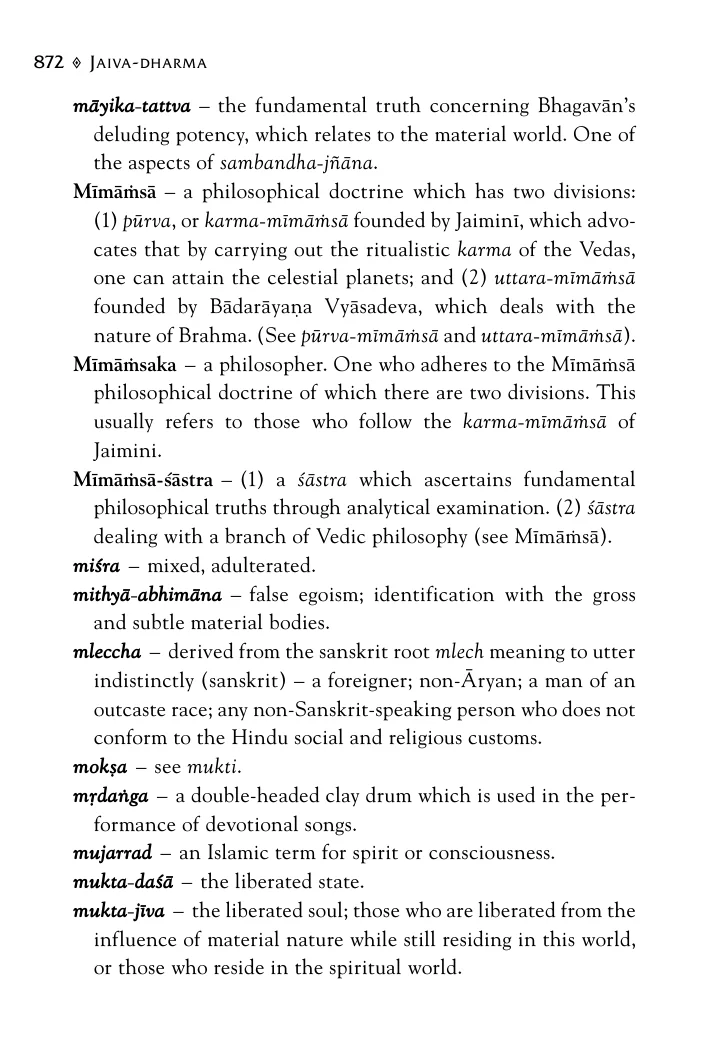 872 ◊ JAIVA-DHARMA
māyika-tattva – the fundamental truth concerning Bhagavān's
deluding potency, which relates to the material world. One of
the aspects of sambandha-jñāna.
Mīmāṁsā – a philosophical doctrine which has two divisions:
(1) pūrva, or karma-mīmāṁsā founded by Jaiminī, which advo-
cates that by carrying out the ritualistic karma of the Vedas,
one can attain the celestial planets; and (2) uttara-mīmāṁsā
founded by Bādarāyaṇa Vyāsadeva, which deals with the
nature of Brahma. (See pūrva-mīmāṁsā and uttara-mīmāṁsā).
Mīmāṁsaka – a philosopher. One who adheres to the Mīmāṁsā
philosophical doctrine of which there are two divisions. This
usually refers to those who follow the karma-mīmāṁsā of
Jaimini.
Mīmāṁsā-śāstra – (1) a śāstra which ascertains fundamental
philosophical truths through analytical examination. (2) śāstra
dealing with a branch of Vedic philosophy (see Mīmāṁsā).
miśra – mixed, adulterated.
mithyā-abhimāna – false egoism; identification with the gross
and subtle material bodies.
mleccha – derived from the sanskrit root mlech meaning to utter
indistinctly (sanskrit) – a foreigner; non-Āryan; a man of an
outcaste race; any non-Sanskrit-speaking person who does not
conform to the Hindu social and religious customs.
mokṣa – see mukti.
mṛdaṅga – a double-headed clay drum which is used in the per-
formance of devotional songs.
mujarrad – an Islamic term for spirit or consciousness.
mukta-daśā – the liberated state.
mukta-jīva – the liberated soul; those who are liberated from the
influence of material nature while still residing in this world,
or those who reside in the spiritual world.